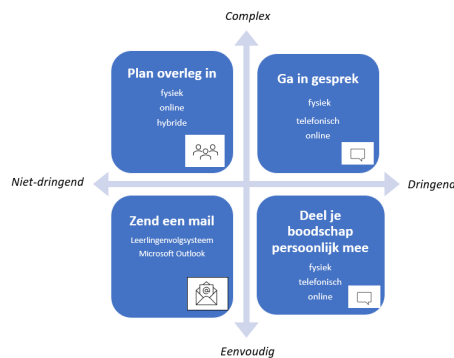 Complex
Plan overleg in
fysiek
online
hybride
Ga in gesprek
fysiek
telefonisch
online
Niet-dringend
Dringend
Zend een mail
Leerlingenvolgsysteem
Microsoft Outlook
@
Deel je
boodschap
persoonlijk mee
fysiek
telefonisch
online
Eenvoudig